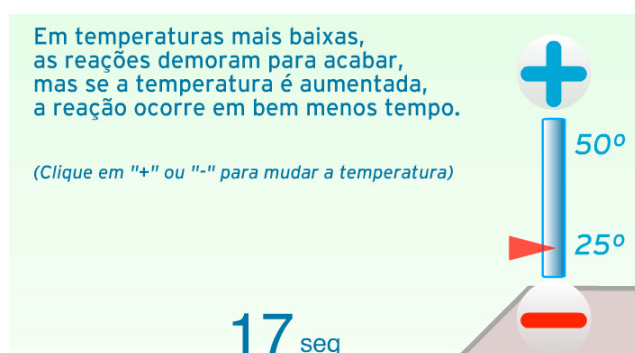 Em temperaturas mais baixas,
as reações demoram para acabar,
mas se a temperatura é aumentada,
a reação ocorre em bem menos tempo.
(Clique em "+" ou "-" para mudar a temperatura)
50º
25º
17 seg